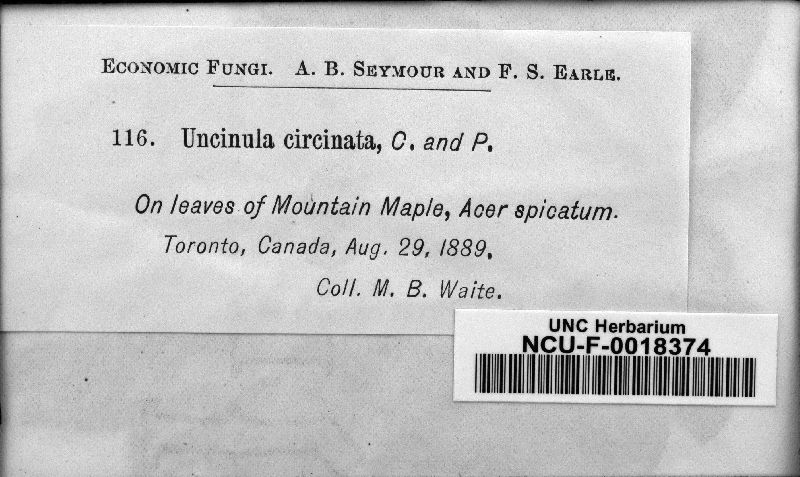 Economic Fungi. A. B. Seymour and F. S. Earle.
116. Uncinula circinata, C. and P.
On leaves of Mountain Maple, Acer spicatum.
Toronto, Canada, Aug. 29, 1889.
Coll. M. B. Waite.
UNC Herbarium
NCU-F-0018374